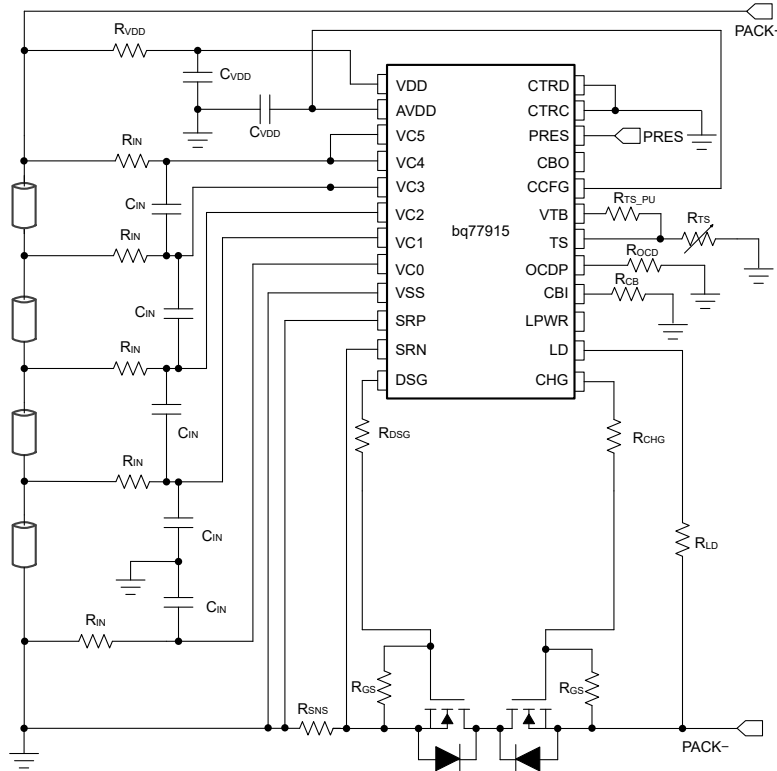 PACK+
RVDD
CVDD
CVDD
RIN
CIN
RIN
CIN
RIN
CIN
RIN
CIN
CIN
RIN
VDD
AVDD
VC5
VC4
VC3
VC2
VC1
VC0
VSS
SRP
SRN
DSG
bq77915
CTRD
CTRC
PRES
CBO
CCFG
VTB
TS
OCDP
CBI
LPWR
LD
CHG
PRES
RTS_PU
RTS
ROCD
RCB
RDSG
RCHG
RLD
RGS
RGS
RSNS
PACK–